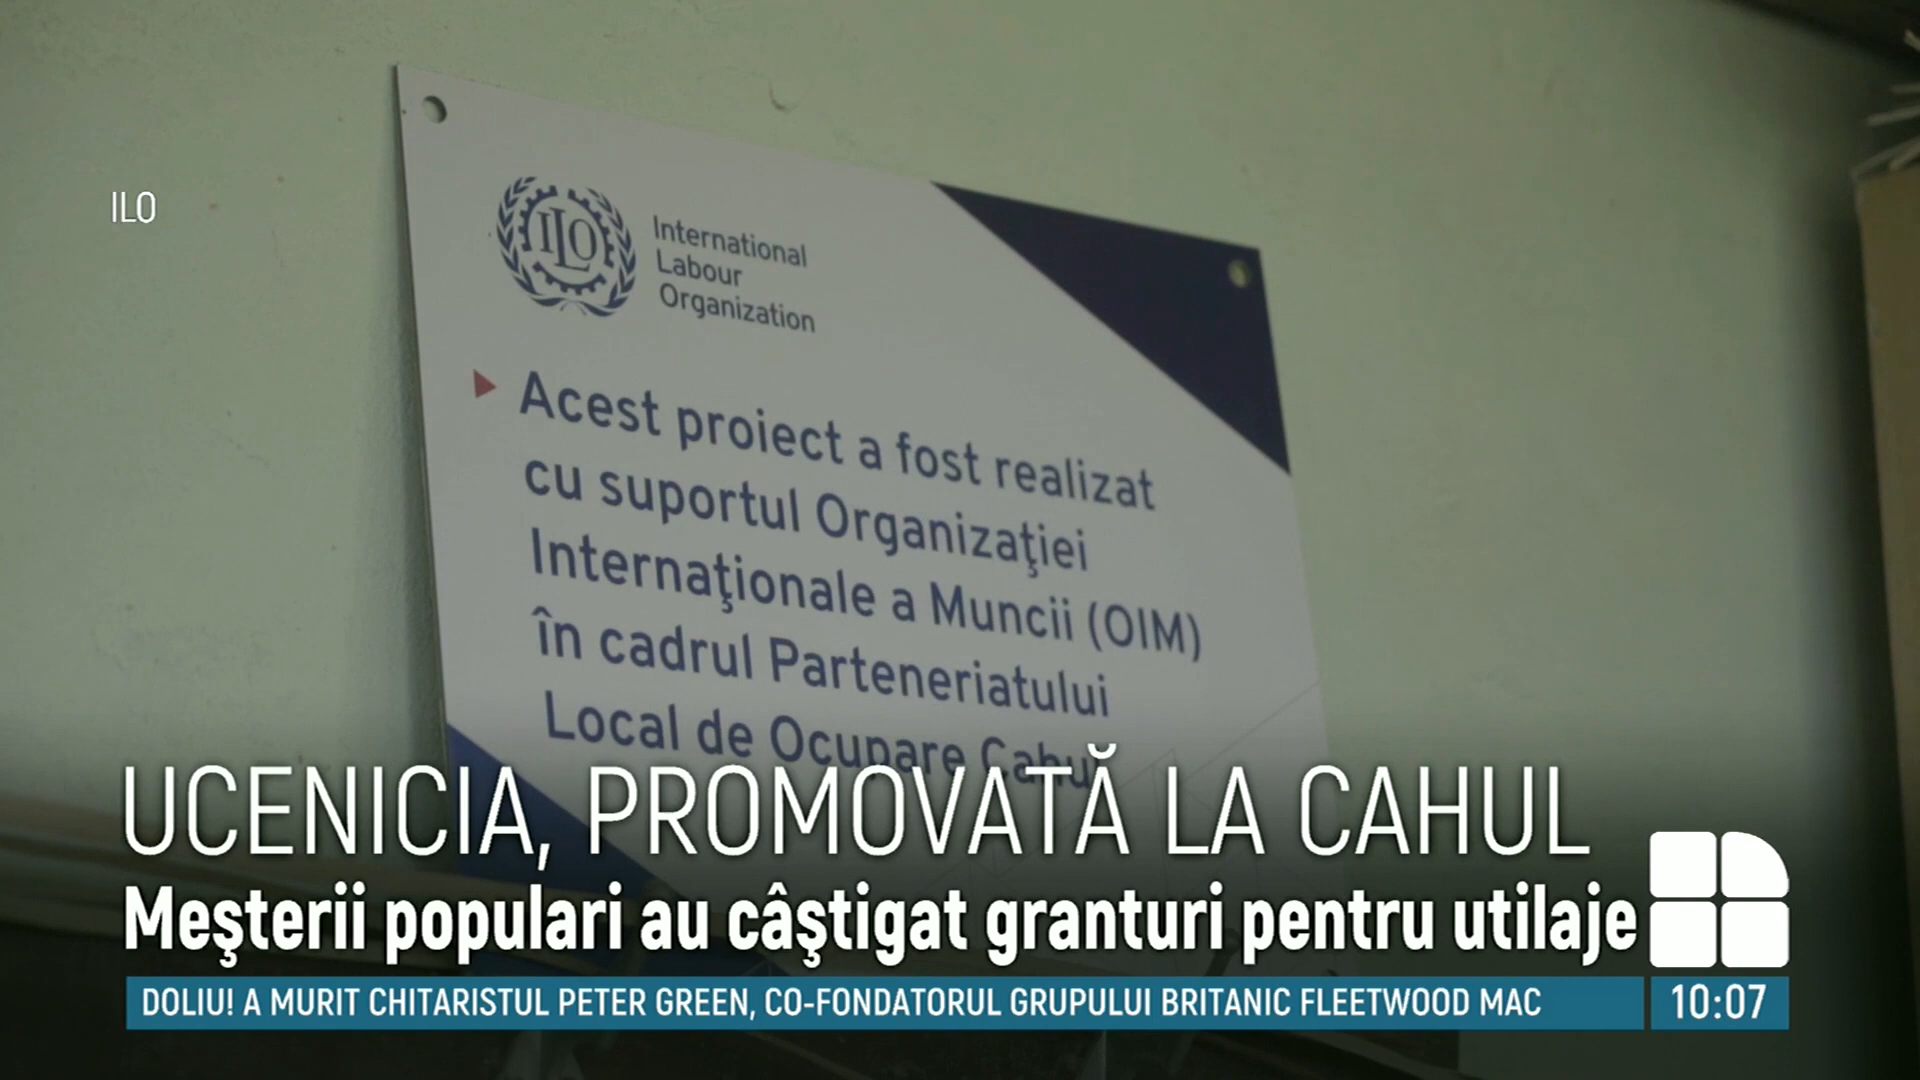 ILO
ILO
International
Labour
Organization
Acest proiect a fost realizat
cu suportul Organizaţiei
Internaţionale a Muncii (OIM)
în cadrul Parteneriatului
Local de Ocupare Cahul
UCENICIA, PROMOVATĂ LA CAHUL
Meşterii populari au câştigat granturi pentru utilaje
DOLIU! A MURIT CHITARISTUL PETER GREEN, CO-FONDATORUL GRUPULUI BRITANIC FLEETWOOD MAC
10:07